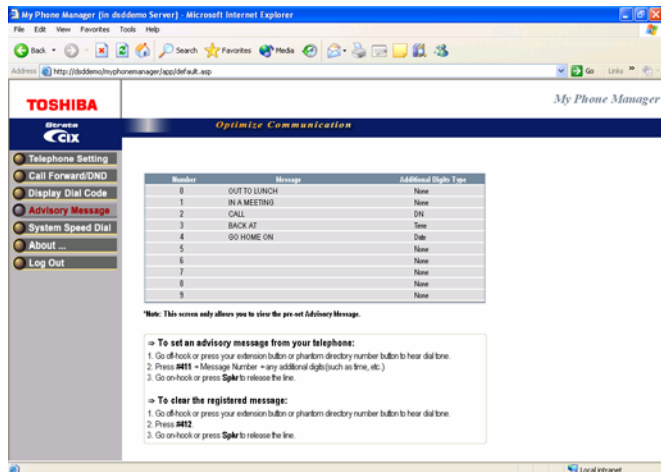 My Phone Manager (in dsddemo Server) - Microsoft Internet Explorer
File Edit View Favorites Tools Help
Back Search Favorites Media
Address http://dsddemo/myphonemanager/app/default.asp Go Links »
TOSHIBA
My Phone Manager
Strata
CIX
Optimize Communication
Telephone Setting
Call Forward/DND
Display Dial Code
Advisory Message
System Speed Dial
About ...
Log Out
Number Message Additional Digits Type
0 OUT TO LUNCH None
1 IN A MEETING None
2 CALL DN
3 BACK AT Time
4 GO HOME ON Date
5 None
6 None
7 None
8 None
9 None
*Note: This screen only allows you to view the pre-set Advisory Message.
⇒ To set an advisory message from your telephone:
1. Go off-hook or press your extension button or phantom directory number button to hear dial tone.
2. Press #411 + Message Number + any additional digits(such as time, etc.)
3. Go on-hook or press Spkr to release the line.
⇒ To clear the registered message:
1. Go off-hook or press your extension button or phantom directory number button to hear dial tone.
2. Press #412.
3. Go on-hook or press Spkr to release the line.
Local intranet